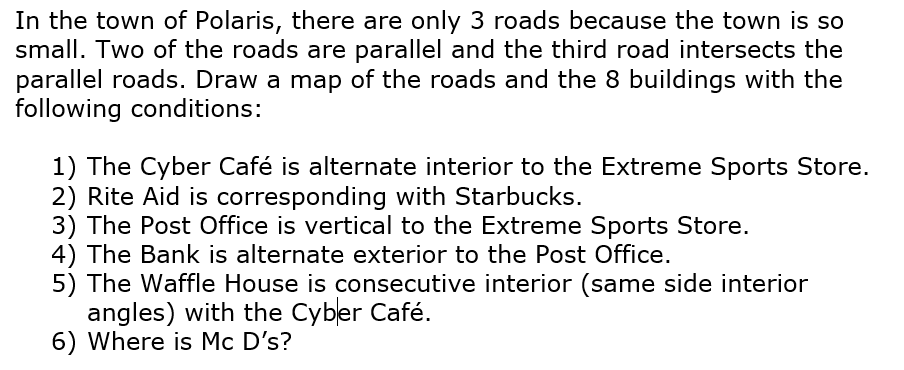 In the town of Polaris, there are only 3 roads because the town is so
small. Two of the roads are parallel and the third road intersects the
parallel roads. Draw a map of the roads and the 8 buildings with the
following conditions:
1) The Cyber Café is alternate interior to the Extreme Sports Store.
2) Rite Aid is corresponding with Starbucks.
3) The Post Office is vertical to the Extreme Sports Store.
4) The Bank is alternate exterior to the Post Office.
5) The Waffle House is consecutive interior (same side interior
angles) with the Cyber Café.
6) Where is Mc D’s?